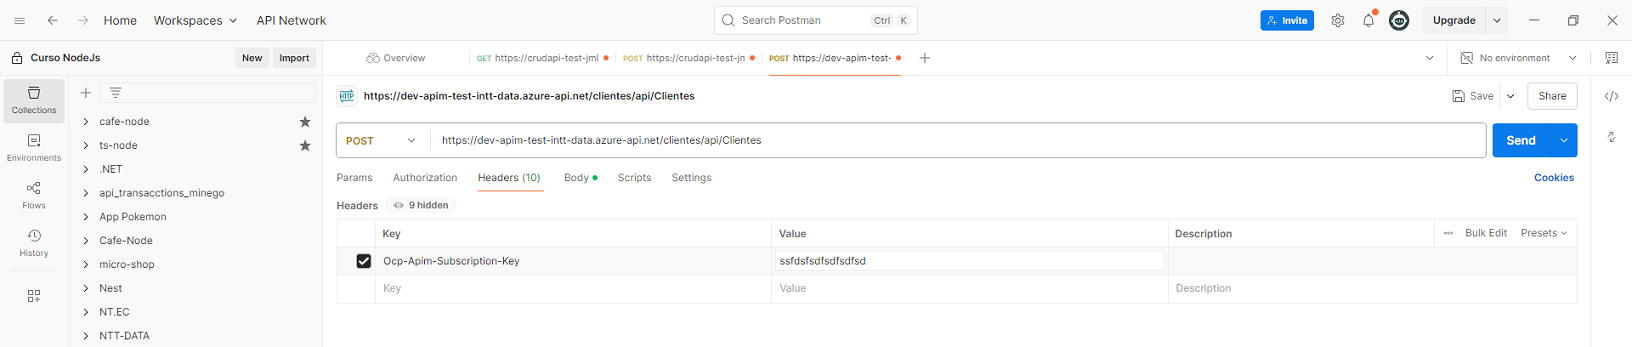 Home Workspaces API Network Search Postman Ctrl K Invite Upgrade
Curso NodeJs New Import Overview GET https://crudapi-test-jml POST https://crudapi-test-jn POST https://dev-apim-test- No environment
Collections
Environments
Flows
History
cafe-node
ts-node
.NET
api_transacctions_minego
App Pokemon
Cafe-Node
micro-shop
Nest
NT.EC
NTT-DATA
HTTP https://dev-apim-test-intt-data.azure-api.net/clientes/api/Clientes Save Share
POST https://dev-apim-test-intt-data.azure-api.net/clientes/api/Clientes Send
Params Authorization Headers (10) Body Scripts Settings Cookies
Headers 9 hidden
Key Value Description Bulk Edit Presets
Ocp-Apim-Subscription-Key ssfdsfsdfsdfsdfsd
Key Value Description